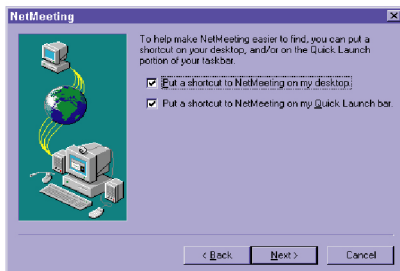 NetMeeting
To help make NetMeeting easier to find, you can put a
shortcut on your desktop, and/or on the Quick Launch
portion of your taskbar.
Put a shortcut to NetMeeting on my desktop
Put a shortcut to NetMeeting on my Quick Launch bar.
< Back
Next >
Cancel